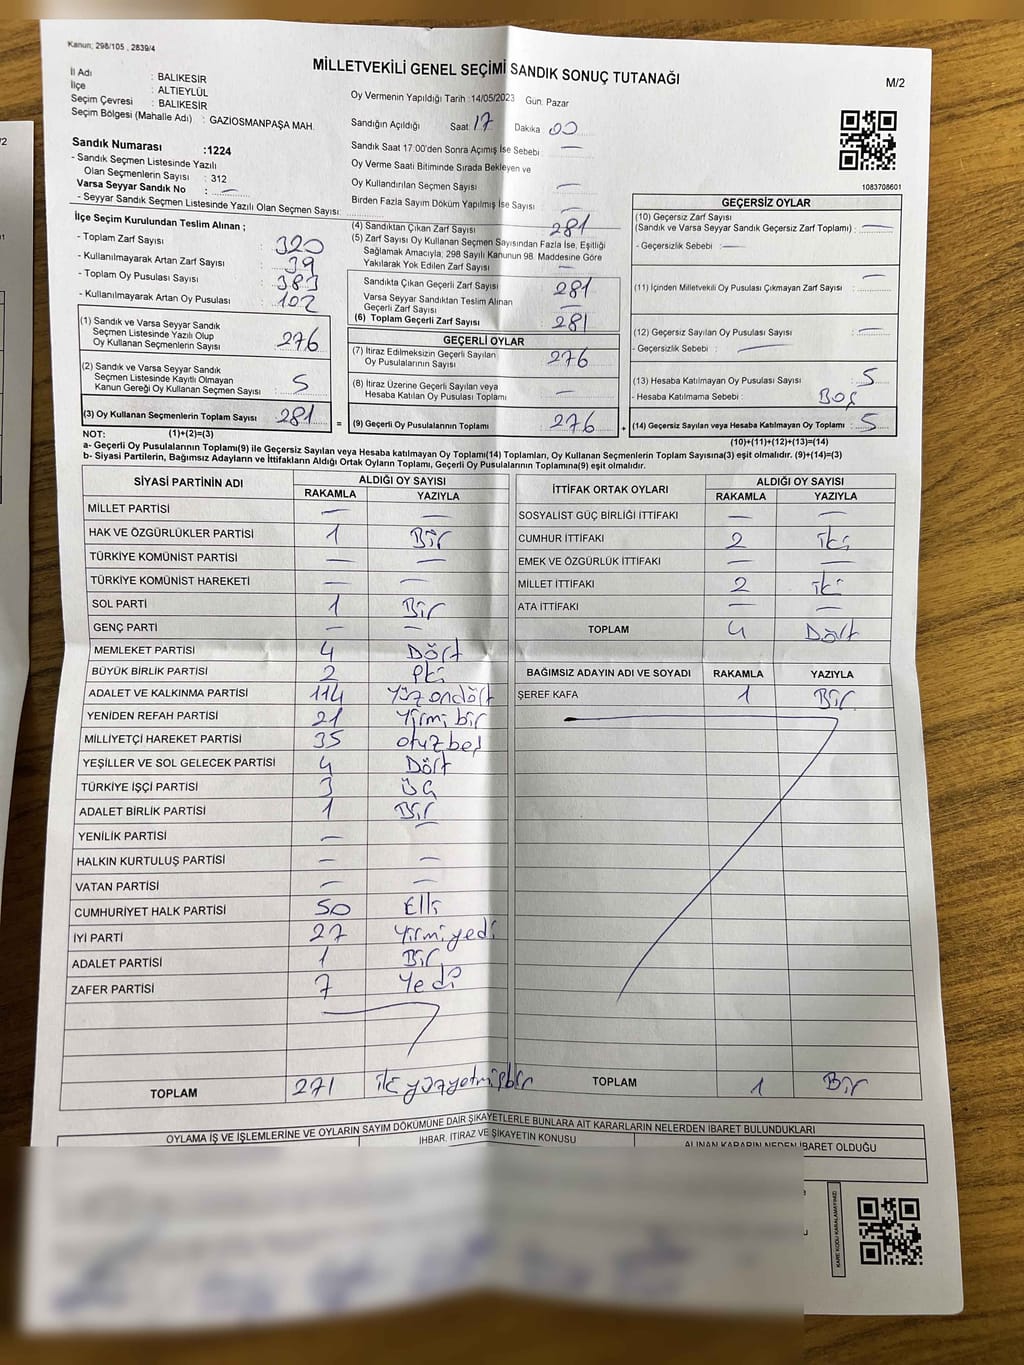 Kanun; 298/105 , 2839/4
MİLLETVEKİLİ GENEL SEÇİMİ SANDIK SONUÇ TUTANAĞI
M/2
İl Adı : BALIKESİR
İlçe : ALTIEYLÜL
Seçim Çevresi : BALIKESİR
Seçim Bölgesi (Mahalle Adı) : GAZİOSMANPAŞA MAH.
Sandık Numarası :1224
- Sandık Seçmen Listesinde Yazılı
Olan Seçmenlerin Sayısı : 312
Varsa Seyyar Sandık No : —
- Seyyar Sandık Seçmen Listesinde Yazılı Olan Seçmen Sayısı:
Oy Vermenin Yapıldığı Tarih :14/05/2023 Gün: Pazar
Sandığın Açıldığı Saat 17 Dakika 00
Sandık Saat 17:00'den Sonra Açımış İse Sebebi : —
Oy Verme Saati Bitiminde Sırada Bekleyen ve
Oy Kullandırılan Seçmen Sayısı —
Birden Fazla Sayım Döküm Yapılmış İse Sayısı —
1083708601
İlçe Seçim Kurulundan Teslim Alınan ;
- Toplam Zarf Sayısı : 320
- Kullanılmayarak Artan Zarf Sayısı : 39
- Toplam Oy Pusulası Sayısı : 383
- Kullanılmayarak Artan Oy Pusulası : 102
(1) Sandık ve Varsa Seyyar Sandık
Seçmen Listesinde Yazılı Olup
Oy Kullanan Seçmenlerin Sayısı : 276
(2) Sandık ve Varsa Seyyar Sandık
Seçmen Listesinde Kayıtlı Olmayan
Kanun Gereği Oy Kullanan Seçmen Sayısı : 5
(3) Oy Kullanan Seçmenlerin Toplam Sayısı : 281
(1)+(2)=(3)
(4) Sandıktan Çıkan Zarf Sayısı : 281
(5) Zarf Sayısı Oy Kullanan Seçmen Sayısından Fazla İse, Eşitliği
Sağlamak Amacıyla; 298 Sayılı Kanunun 98. Maddesine Göre
Yakılarak Yok Edilen Zarf Sayısı : —
Sandıkta Çıkan Geçerli Zarf Sayısı : 281
Varsa Seyyar Sandıktan Teslim Alınan
Geçerli Zarf Sayısı : —
(6) Toplam Geçerli Zarf Sayısı : 281
GEÇERLİ OYLAR
(7) İtiraz Edilmeksizin Geçerli Sayılan
Oy Pusulalarının Sayısı : 276
(8) İtiraz Üzerine Geçerli Sayılan veya
Hesaba Katılan Oy Pusulası Toplamı : —
= (9) Geçerli Oy Pusulalarının Toplamı : 276 +
GEÇERSİZ OYLAR
(10) Geçersiz Zarf Sayısı
(Sandık ve Varsa Seyyar Sandık Geçersiz Zarf Toplamı) : —
- Geçersizlik Sebebi : —
(11) İçinden Milletvekili Oy Pusulası Çıkmayan Zarf Sayısı : —
(12) Geçersiz Sayılan Oy Pusulası Sayısı : —
- Geçersizlik Sebebi : —
(13) Hesaba Katılmayan Oy Pusulası Sayısı : 5
- Hesaba Katılmama Sebebi : Boş
(14) Geçersiz Sayılan veya Hesaba Katılmayan Oy Toplamı : 5
(10)+(11)+(12)+(13)=(14)
NOT:
a- Geçerli Oy Pusulalarının Toplamı(9) ile Geçersiz Sayılan veya Hesaba katılmayan Oy Toplamı(14) Toplamları, Oy Kullanan Seçmenlerin Toplam Sayısına(3) eşit olmalıdır. (9)+(14)=(3)
b- Siyasi Partilerin, Bağımsız Adayların ve İttifakların Aldığı Ortak Oyların Toplamı, Geçerli Oy Pusulalarının Toplamına(9) eşit olmalıdır.
SİYASİ PARTİNİN ADI ALDIĞI OY SAYISI
RAKAMLA YAZIYLA
MİLLET PARTİSİ — —
HAK VE ÖZGÜRLÜKLER PARTİSİ 1 Bir
TÜRKİYE KOMÜNİST PARTİSİ — —
TÜRKİYE KOMÜNİST HAREKETİ — —
SOL PARTİ 1 Bir
GENÇ PARTİ — —
MEMLEKET PARTİSİ 4 Dört
BÜYÜK BİRLİK PARTİSİ 2 İki
ADALET VE KALKINMA PARTİSİ 114 Yüz ondört
YENİDEN REFAH PARTİSİ 21 Yirmi bir
MİLLİYETÇİ HAREKET PARTİSİ 35 otuzbeş
YEŞİLLER VE SOL GELECEK PARTİSİ 4 Dört
TÜRKİYE İŞÇİ PARTİSİ 3 Üç
ADALET BİRLİK PARTİSİ 1 Bir
YENİLİK PARTİSİ — —
HALKIN KURTULUŞ PARTİSİ — —
VATAN PARTİSİ — —
CUMHURİYET HALK PARTİSİ 50 Elli
İYİ PARTİ 27 Yirmi yedi
ADALET PARTİSİ 1 Bir
ZAFER PARTİSİ 7 Yedi
TOPLAM 271 iki yüzyetmişbir
İTTİFAK ORTAK OYLARI ALDIĞI OY SAYISI
RAKAMLA YAZIYLA
SOSYALİST GÜÇ BİRLİĞİ İTTİFAKI — —
CUMHUR İTTİFAKI 2 iki
EMEK VE ÖZGÜRLÜK İTTİFAKI — —
MİLLET İTTİFAKI 2 iki
ATA İTTİFAKI — —
TOPLAM 4 Dört
BAĞIMSIZ ADAYIN ADI VE SOYADI RAKAMLA YAZIYLA
ŞEREF KAFA 1 Bir
TOPLAM 1 Bir
OYLAMA İŞ VE İŞLEMLERİNE VE OYLARIN SAYIM DÖKÜMÜNE DAİR ŞİKAYETLERLE BUNLARA AİT KARARLARIN NELERDEN İBARET BULUNDUKLARI
İHBAR, İTİRAZ VE ŞİKAYETİN KONUSU
ALINAN KARARIN NEDEN İBARET OLDUĞU
KARE KODU KARALAMAYINIZ!